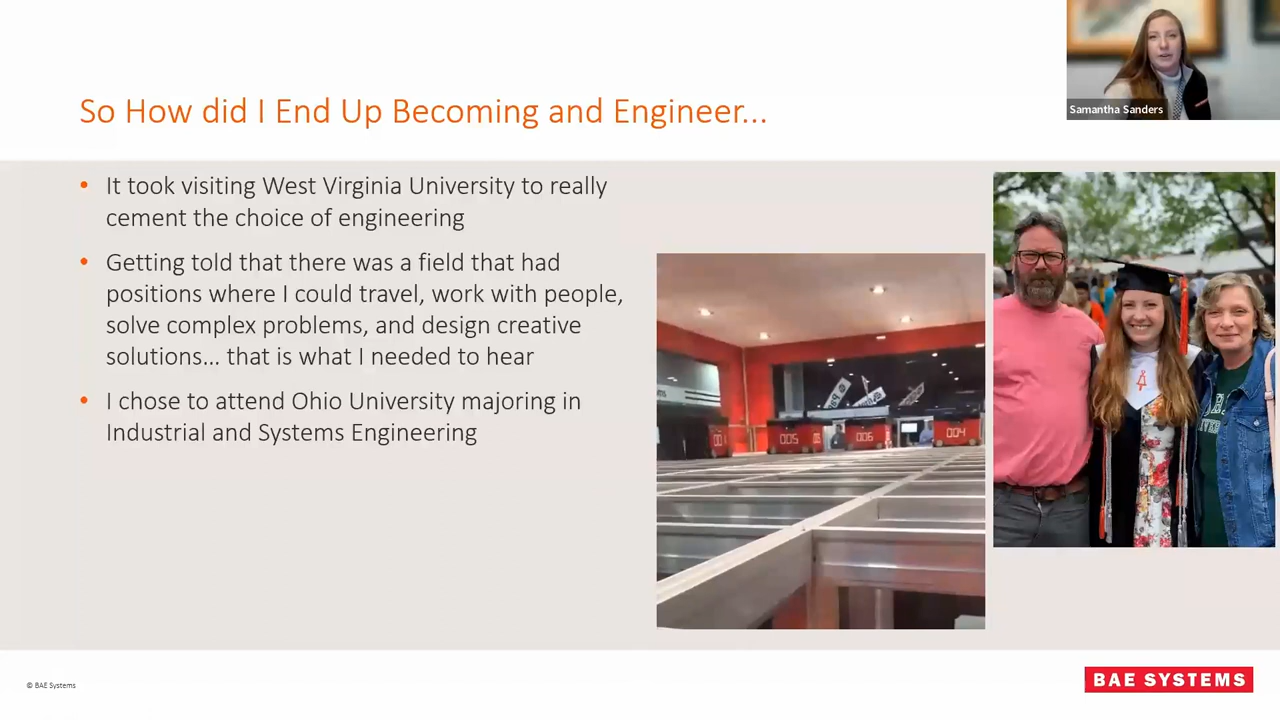 Samantha Sanders
So How did I End Up Becoming and Engineer...
• It took visiting West Virginia University to really
cement the choice of engineering
• Getting told that there was a field that had
positions where I could travel, work with people,
solve complex problems, and design creative
solutions... that is what I needed to hear
• I chose to attend Ohio University majoring in
Industrial and Systems Engineering
005
006
004
© BAE Systems
BAE SYSTEMS